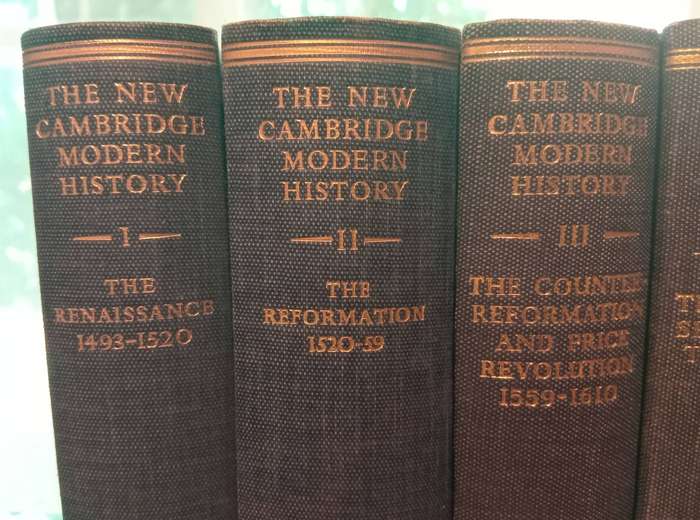 THE NEW
CAMBRIDGE
MODERN
HISTORY
I
THE
RENAISSANCE
1493-1520
THE NEW
CAMBRIDGE
MODERN
HISTORY
II
THE
REFORMATION
1520-59
THE NEW
CAMBRIDGE
MODERN
HISTORY
III
THE COUNTER
REFORMATION
AND PRICE
REVOLUTION
1559-1610